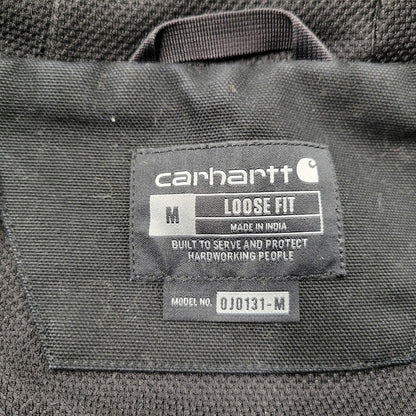 carhartt
M LOOSE FIT
MADE IN INDIA
BUILT TO SERVE AND PROTECT
HARDWORKING PEOPLE
MODEL NO. OJ0131-M